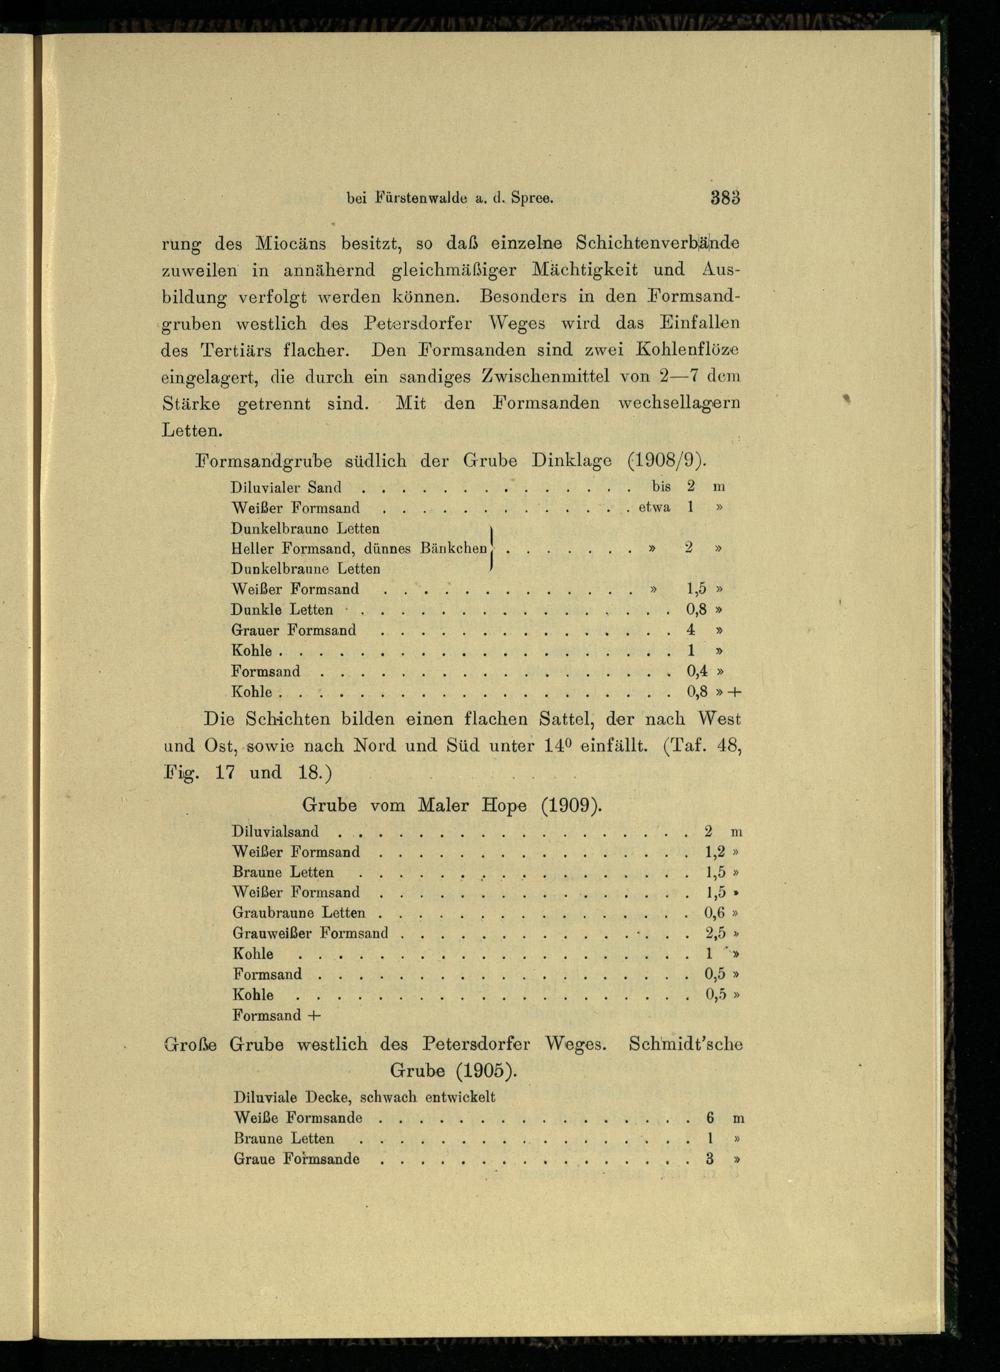 bei Fürstenwalde a. d. Spree. 383
rung des Miocäns besitzt, so daß einzelne Schichtenverbände
zuweilen in annähernd gleichmäßiger Mächtigkeit und Aus-
bildung verfolgt werden können. Besonders in den Formsand-
gruben westlich des Petersdorfer Weges wird das Einfallen
des Tertiärs flacher. Den Formsanden sind zwei Kohlenflöze
eingelagert, die durch ein sandiges Zwischenmittel von 2—7 dcm
Stärke getrennt sind. Mit den Formsanden wechsellagern
Letten.
Formsandgrube südlich der Grube Dinklage (1908/9).
Diluvialer Sand . . . . . . . . . . . . . . bis 2 m
Weißer Formsand . . . . . . . . . . . . . etwa 1 »
Dunkelbraune Letten
Heller Formsand, dünnes Bänkchen } . . . . . . . » 2 »
Dunkelbraune Letten
Weißer Formsand . . . . . . . . . . . . . » 1,5 »
Dunkle Letten . . . . . . . . . . . . . . . . 0,8 »
Grauer Formsand . . . . . . . . . . . . . . . 4 »
Kohle . . . . . . . . . . . . . . . . . . . . 1 »
Formsand . . . . . . . . . . . . . . . . . . 0,4 »
Kohle . . . . . . . . . . . . . . . . . . . . 0,8 » +
Die Schichten bilden einen flachen Sattel, der nach West
und Ost, sowie nach Nord und Süd unter 14⁰ einfällt. (Taf. 48,
Fig. 17 und 18.)
Grube vom Maler Hope (1909).
Diluvialsand . . . . . . . . . . . . . . . . . . 2 m
Weißer Formsand . . . . . . . . . . . . . . . . 1,2 »
Braune Letten . . . . . . . . . . . . . . . . . 1,5 »
Weißer Formsand . . . . . . . . . . . . . . . . 1,5 »
Graubraune Letten . . . . . . . . . . . . . . . . 0,6 »
Grauweißer Formsand . . . . . . . . . . . . . . . 2,5 »
Kohle . . . . . . . . . . . . . . . . . . . . 1 »
Formsand . . . . . . . . . . . . . . . . . . . 0,5 »
Kohle . . . . . . . . . . . . . . . . . . . . 0,5 »
Formsand +
Große Grube westlich des Petersdorfer Weges. Schmidt'sche
Grube (1905).
Diluviale Decke, schwach entwickelt
Weiße Formsande . . . . . . . . . . . . . . . . 6 m
Braune Letten . . . . . . . . . . . . . . . . . 1 »
Graue Formsande . . . . . . . . . . . . . . . . 3 »